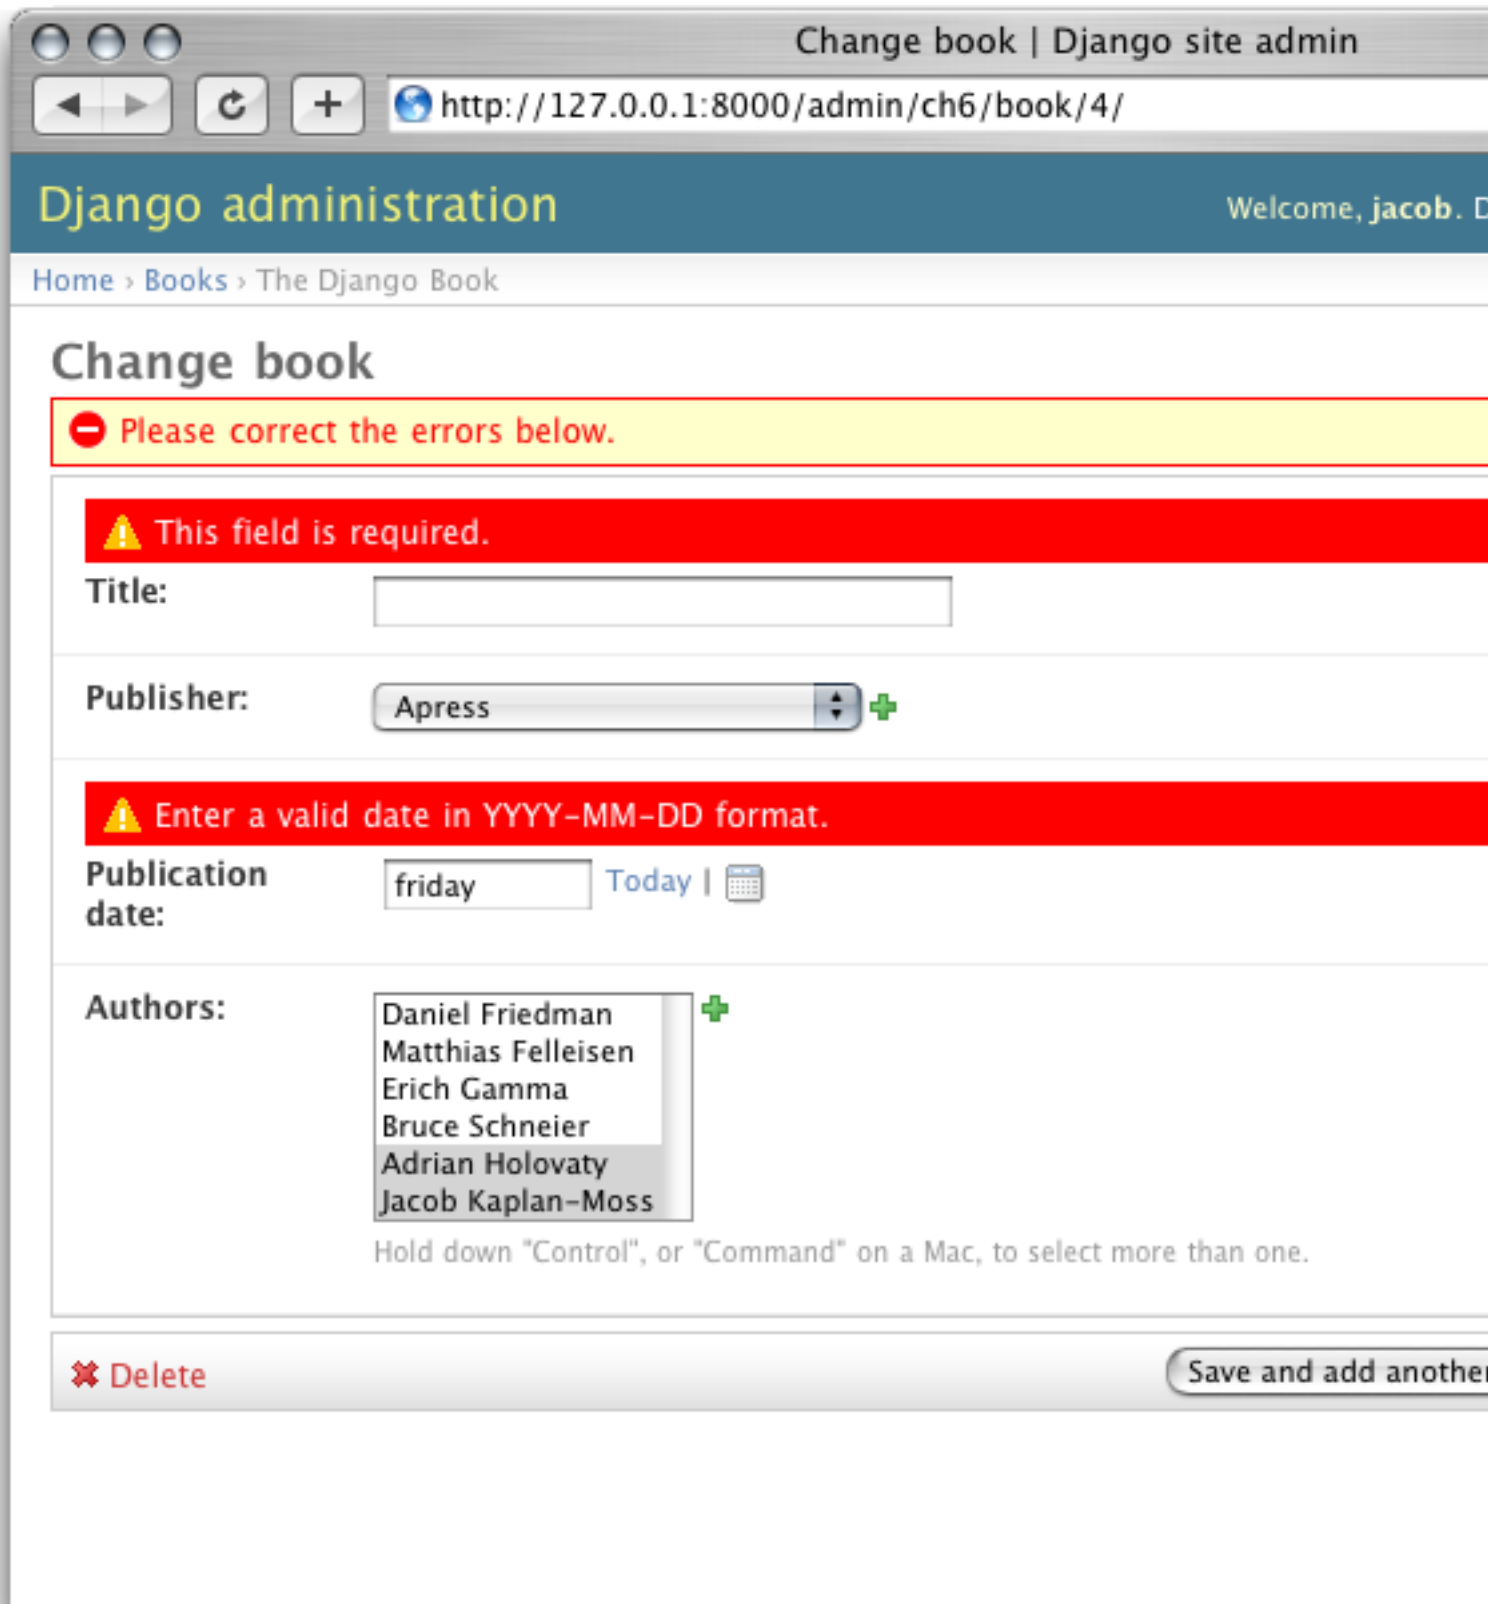 Change book | Django site admin
http://127.0.0.1:8000/admin/ch6/book/4/
Django administration
Welcome, jacob. D
Home › Books › The Django Book
Change book
Please correct the errors below.
This field is required.
Title:
Publisher:
Apress
Enter a valid date in YYYY-MM-DD format.
Publication
date:
friday
Today |
Authors:
Daniel Friedman
Matthias Felleisen
Erich Gamma
Bruce Schneier
Adrian Holovaty
Jacob Kaplan-Moss
Hold down "Control", or "Command" on a Mac, to select more than one.
Delete
Save and add another